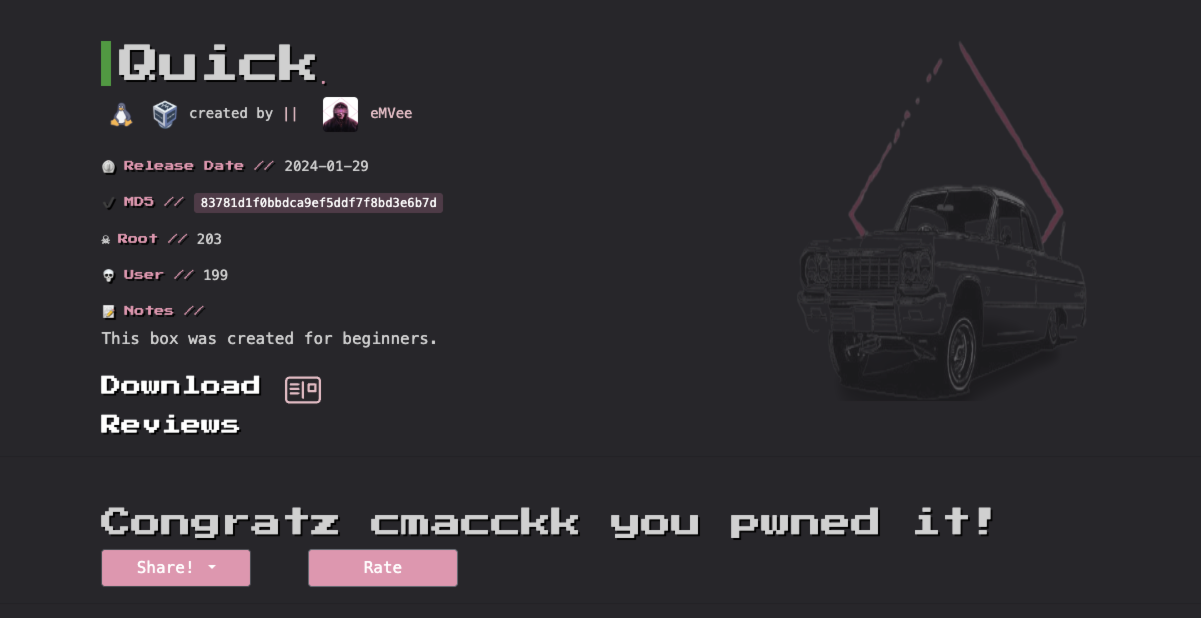 Quick.
created by || eMVee
Release Date // 2024-01-29
MD5 // 83781d1f0bbdca9ef5ddf7f8bd3e6b7d
Root // 203
User // 199
Notes //
This box was created for beginners.
Download
Reviews
Congratz cmacckk you pwned it!
Share! Rate